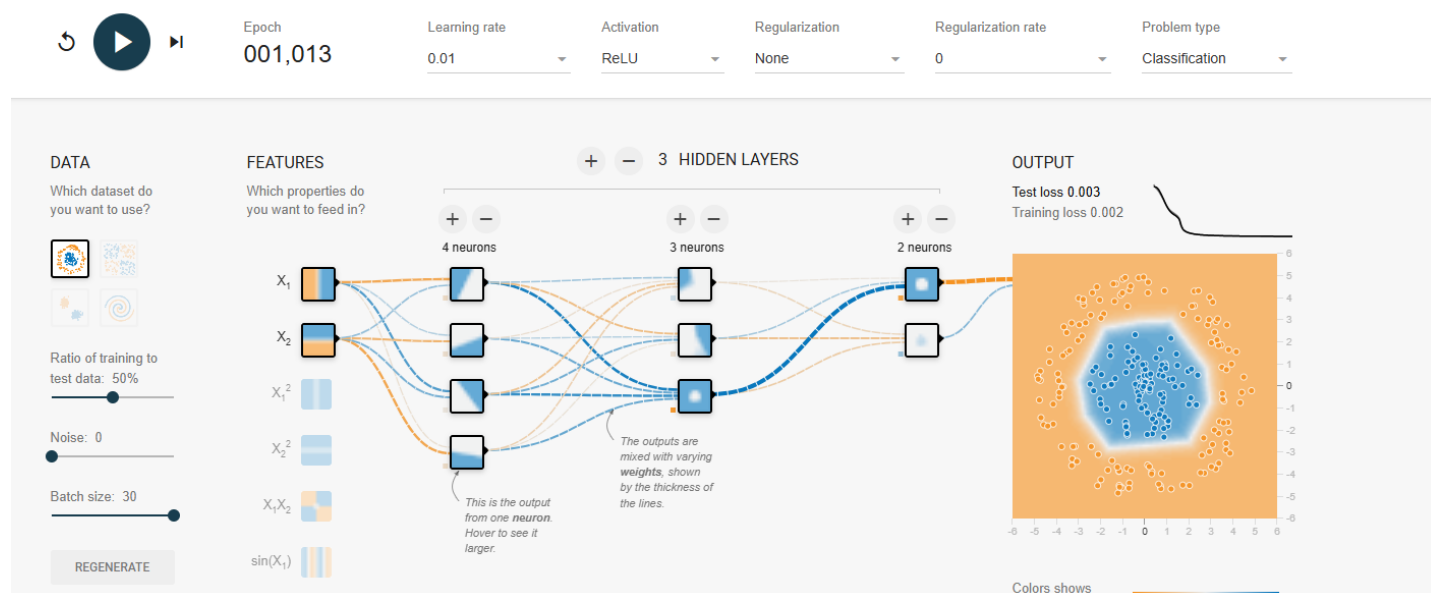 Epoch
001,013
Learning rate
0.01
Activation
ReLU
Regularization
None
Regularization rate
0
Problem type
Classification
DATA
Which dataset do
you want to use?
Ratio of training to
test data: 50%
Noise: 0
Batch size: 30
REGENERATE
FEATURES
Which properties do
you want to feed in?
X₁
X₂
X₁²
X₂²
X₁X₂
sin(X₁)
+ − 3 HIDDEN LAYERS
+ −
4 neurons
+ −
3 neurons
+ −
2 neurons
This is the output
from one neuron.
Hover to see it
larger.
The outputs are
mixed with varying
weights, shown
by the thickness of
the lines.
OUTPUT
Test loss 0.003
Training loss 0.002
6
5
4
3
2
1
0
-1
-2
-3
-4
-5
-6
-6 -5 -4 -3 -2 -1 0 1 2 3 4 5 6
Colors shows